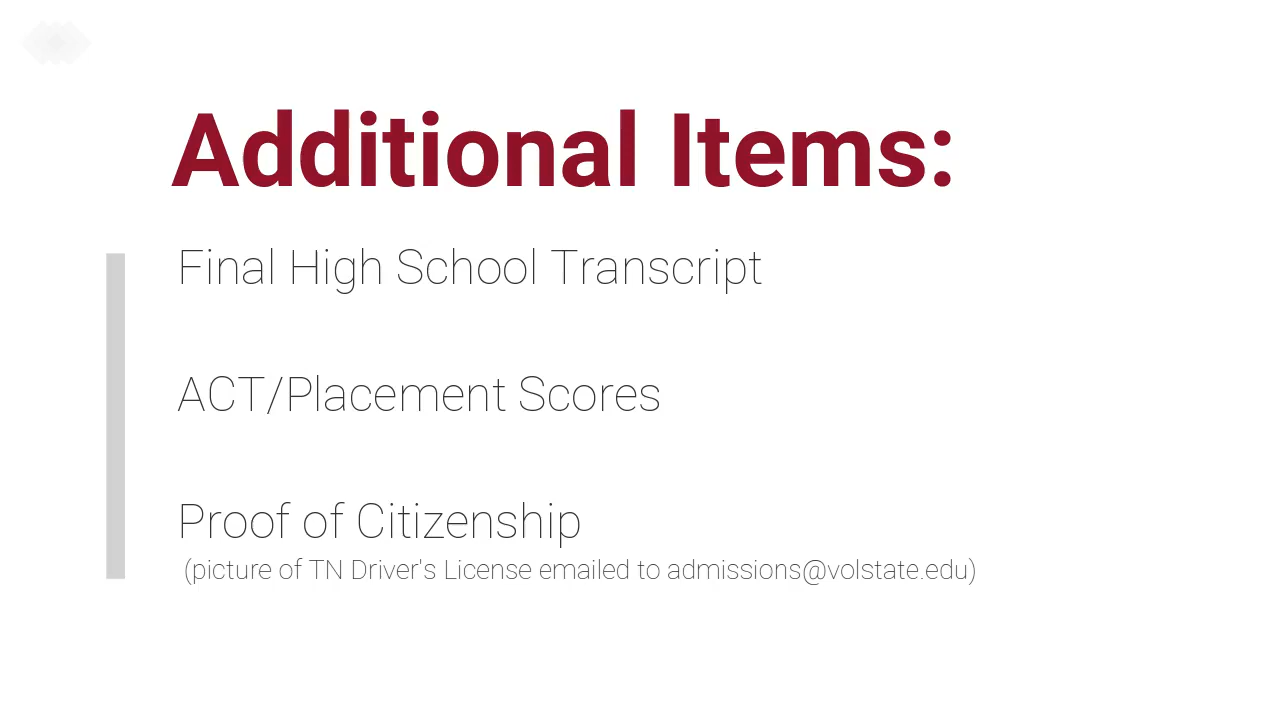 Additional Items:
Final High School Transcript
ACT/Placement Scores
Proof of Citizenship
(picture of TN Driver's License emailed to admissions@volstate.edu)